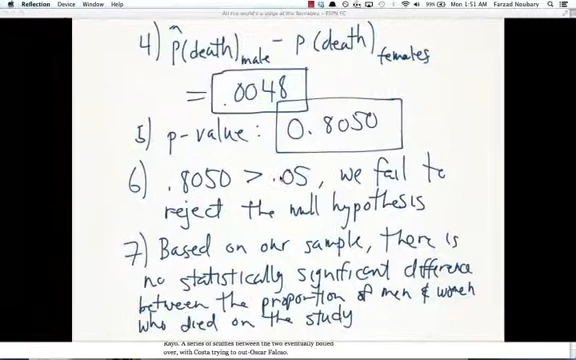 Reflection Device Window Help
99% Mon 1:51 AM Farzad Noubary
4) p̂(death)male - p(death)females
= .0048
5) p-value: 0.8050
6) .8050 > .05, we fail to
reject the null hypothesis
7) Based on our sample, there is
no statistically significant difference
between the proportion of men & women
who died on the study
Rayo. A series of scuffles between the two eventually boiled
over, with Costa trying to out-Oscar Falcao.